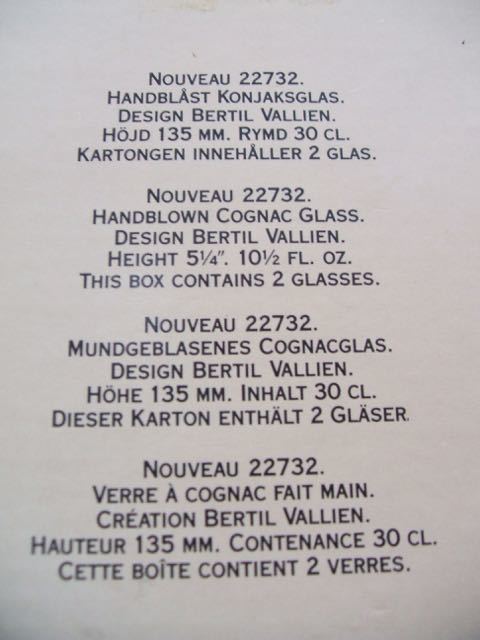 NOUVEAU 22732.
HANDBLÅST KONJAKSGLAS.
DESIGN BERTIL VALLIEN.
HÖJD 135 MM. RYMD 30 CL.
KARTONGEN INNEHÅLLER 2 GLAS.
NOUVEAU 22732.
HANDBLOWN COGNAC GLASS.
DESIGN BERTIL VALLIEN.
HEIGHT 5¼". 10½ FL. OZ.
THIS BOX CONTAINS 2 GLASSES.
NOUVEAU 22732.
MUNDGEBLASENES COGNACGLAS.
DESIGN BERTIL VALLIEN.
HÖHE 135 MM. INHALT 30 CL.
DIESER KARTON ENTHÄLT 2 GLÄSER.
NOUVEAU 22732.
VERRE À COGNAC FAIT MAIN.
CRÉATION BERTIL VALLIEN.
HAUTEUR 135 MM. CONTENANCE 30 CL.
CETTE BOÎTE CONTIENT 2 VERRES.